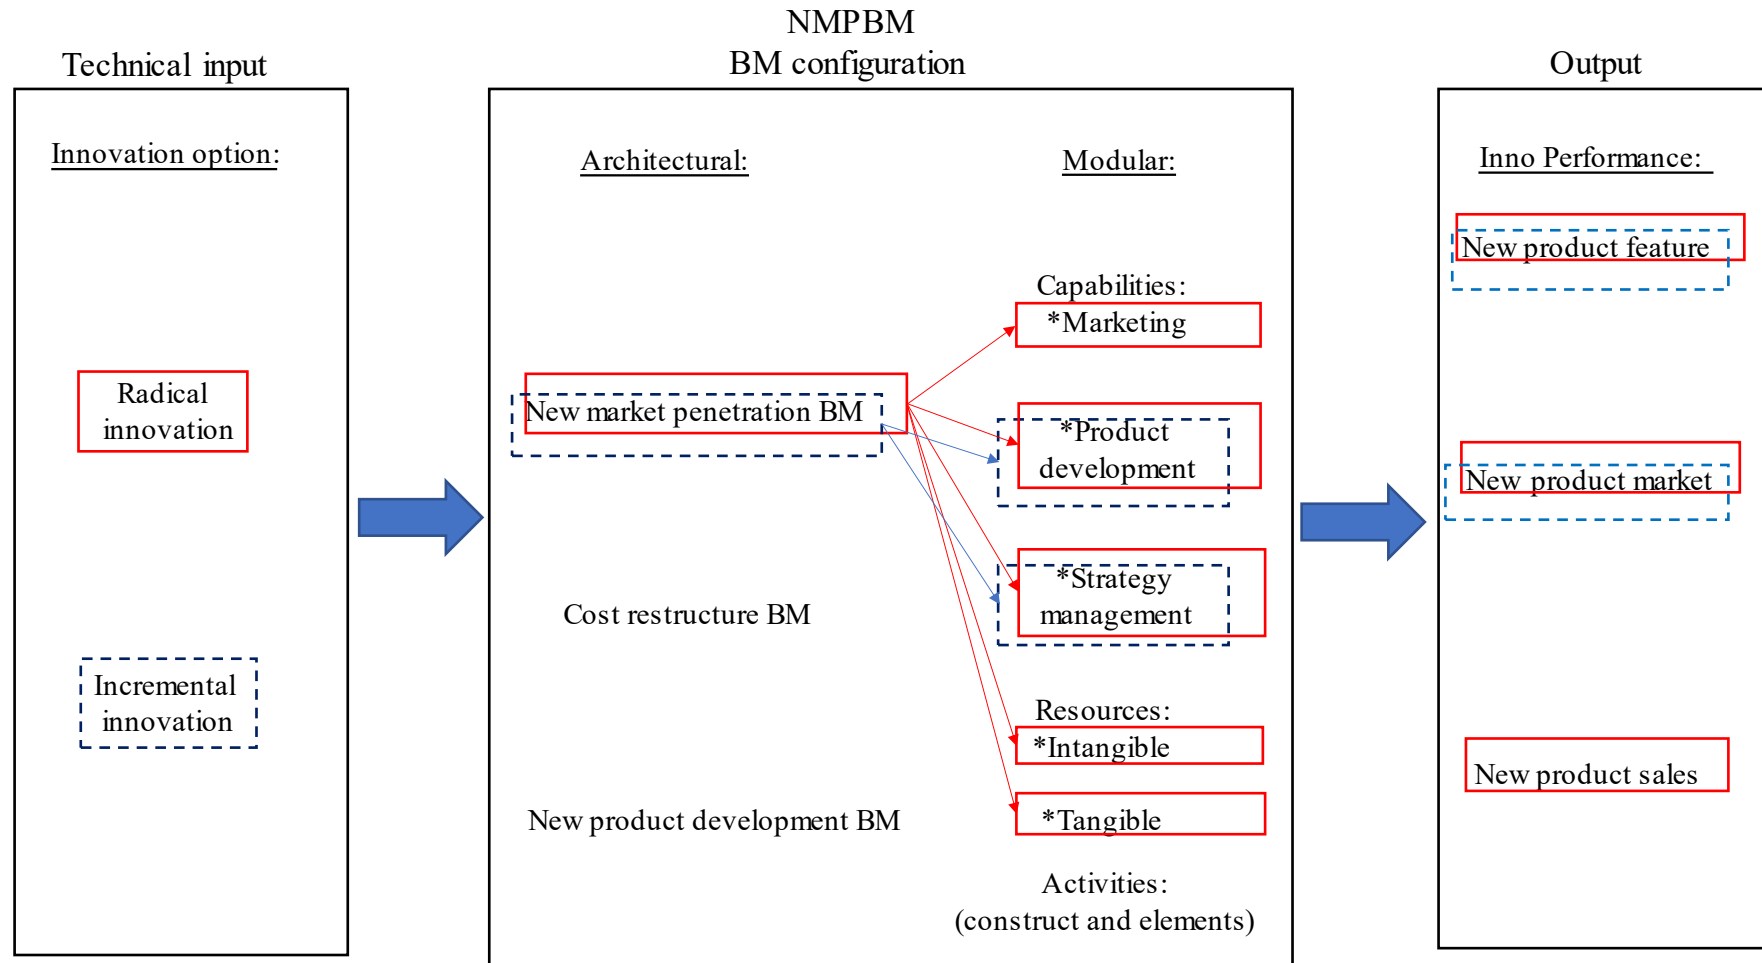 NMPBM
BM configuration
Technical input
Output
Innovation option:
Radical
innovation
Incremental
innovation
Architectural:
New market penetration BM
Cost restructure BM
New product development BM
Modular:
Capabilities:
*Marketing
*Product
development
*Strategy
management
Resources:
*Intangible
*Tangible
Activities:
(construct and elements)
Inno Performance:
New product feature
New product market
New product sales